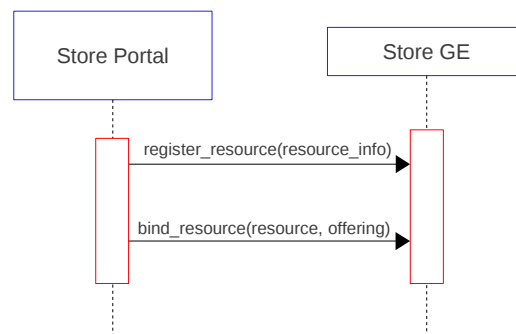 Store Portal
Store GE
register_resource(resource_info)
bind_resource(resource, offering)